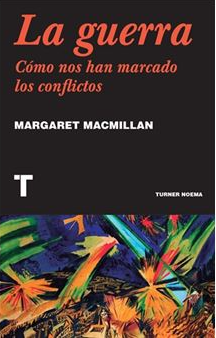 La guerra
Cómo nos han marcado
los conflictos
MARGARET MACMILLAN
T
TURNER NOEMA